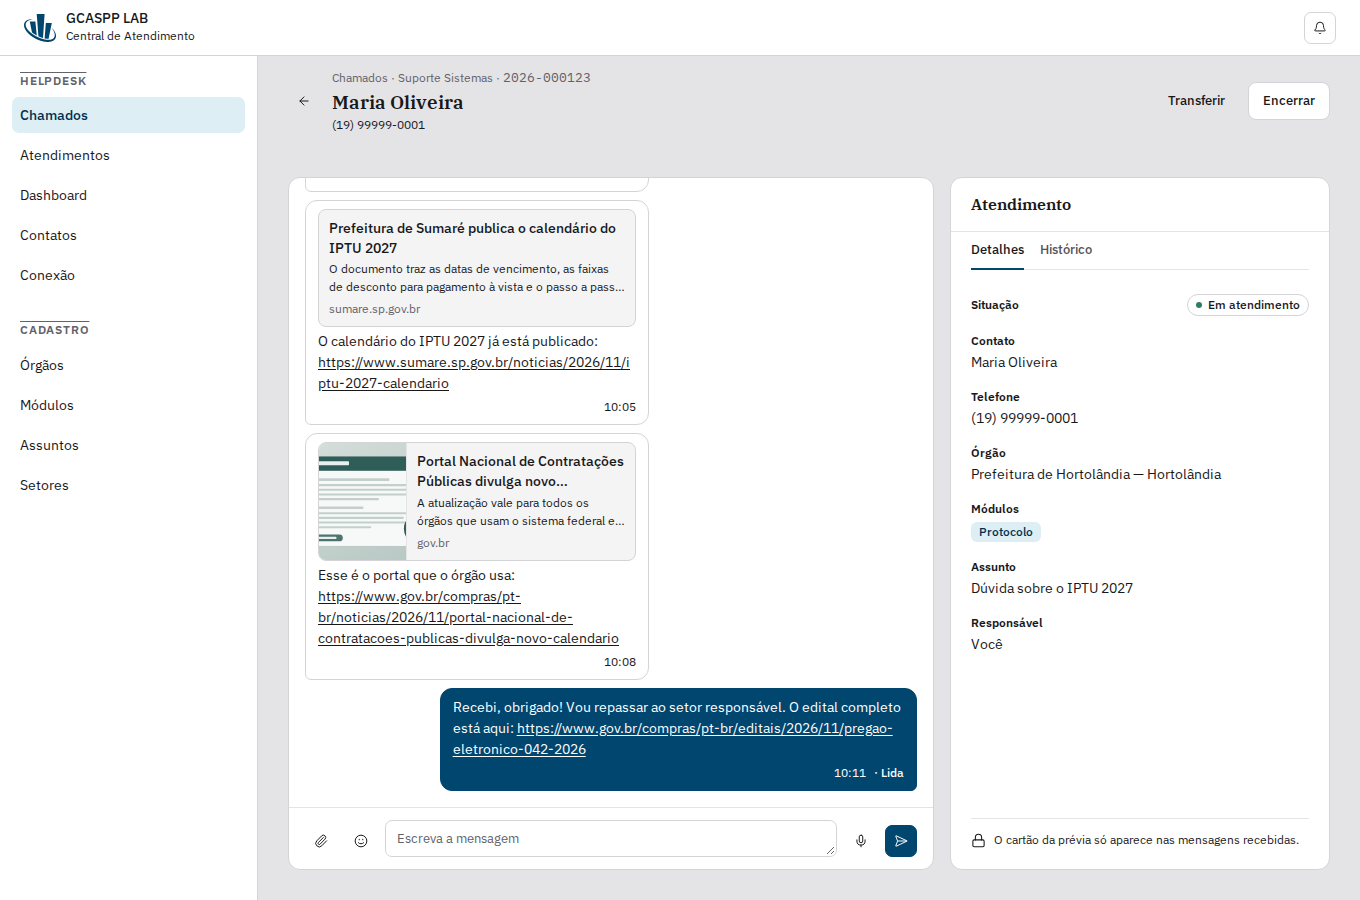 GCASPP LAB
Central de Atendimento
HELPDESK
Chamados
Atendimentos
Dashboard
Contatos
Conexão
CADASTRO
Órgãos
Módulos
Assuntos
Setores
Chamados · Suporte Sistemas · 2026-000123
Maria Oliveira
(19) 99999-0001
Transferir
Encerrar
Prefeitura de Sumaré publica o calendário do
IPTU 2027
O documento traz as datas de vencimento, as faixas
de desconto para pagamento à vista e o passo a pass…
sumare.sp.gov.br
O calendário do IPTU 2027 já está publicado:
https://www.sumare.sp.gov.br/noticias/2026/11/i
ptu-2027-calendario
10:05
Portal Nacional de Contratações
Públicas divulga novo…
A atualização vale para todos os
órgãos que usam o sistema federal e…
gov.br
Esse é o portal que o órgão usa:
https://www.gov.br/compras/pt-
br/noticias/2026/11/portal-nacional-de-
contratacoes-publicas-divulga-novo-calendario
10:08
Recebi, obrigado! Vou repassar ao setor responsável. O edital completo
está aqui: https://www.gov.br/compras/pt-br/editais/2026/11/pregao-
eletronico-042-2026
10:11 · Lida
Escreva a mensagem
Atendimento
Detalhes
Histórico
Situação
Em atendimento
Contato
Maria Oliveira
Telefone
(19) 99999-0001
Órgão
Prefeitura de Hortolândia — Hortolândia
Módulos
Protocolo
Assunto
Dúvida sobre o IPTU 2027
Responsável
Você
O cartão da prévia só aparece nas mensagens recebidas.